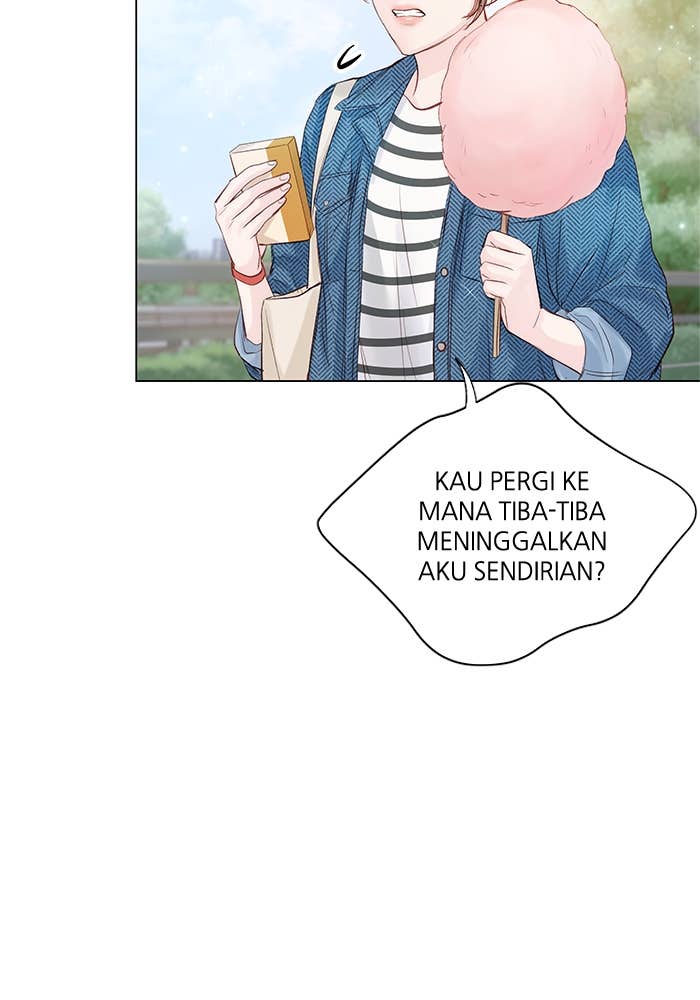 KAU PERGI KE
MANA TIBA-TIBA
MENINGGALKAN
AKU SENDIRIAN?